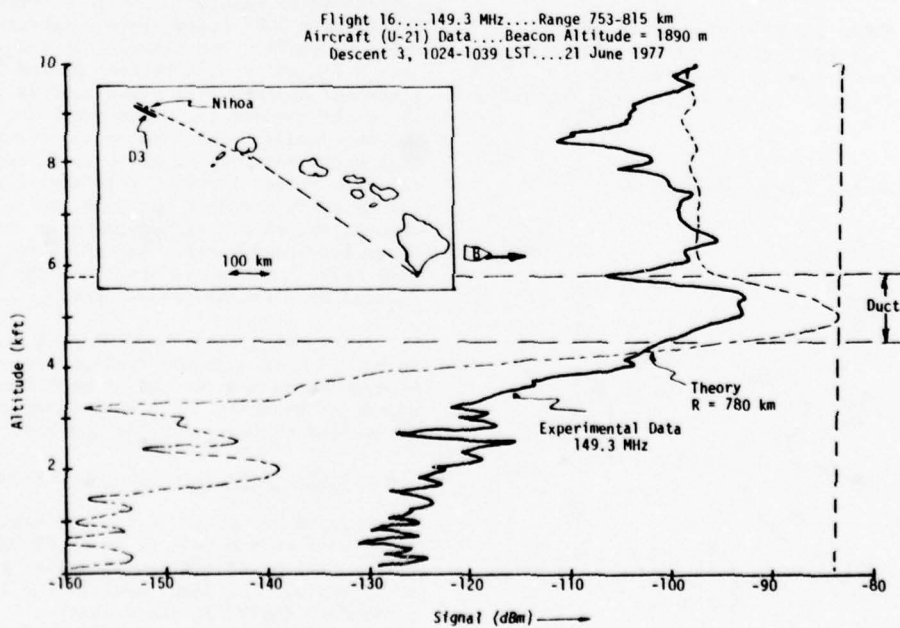 Flight 16....149.3 MHz....Range 753-815 km
Aircraft (U-21) Data....Beacon Altitude = 1890 m
Descent 3, 1024-1039 LST....21 June 1977
10
8
6
4
2
Altitude (kft)
Nihoa
D3
100 km
B
Duct
Theory
R = 780 km
Experimental Data
149.3 MHz
-160
-150
-140
-130
-120
-110
-100
-90
-80
Signal (dBm)